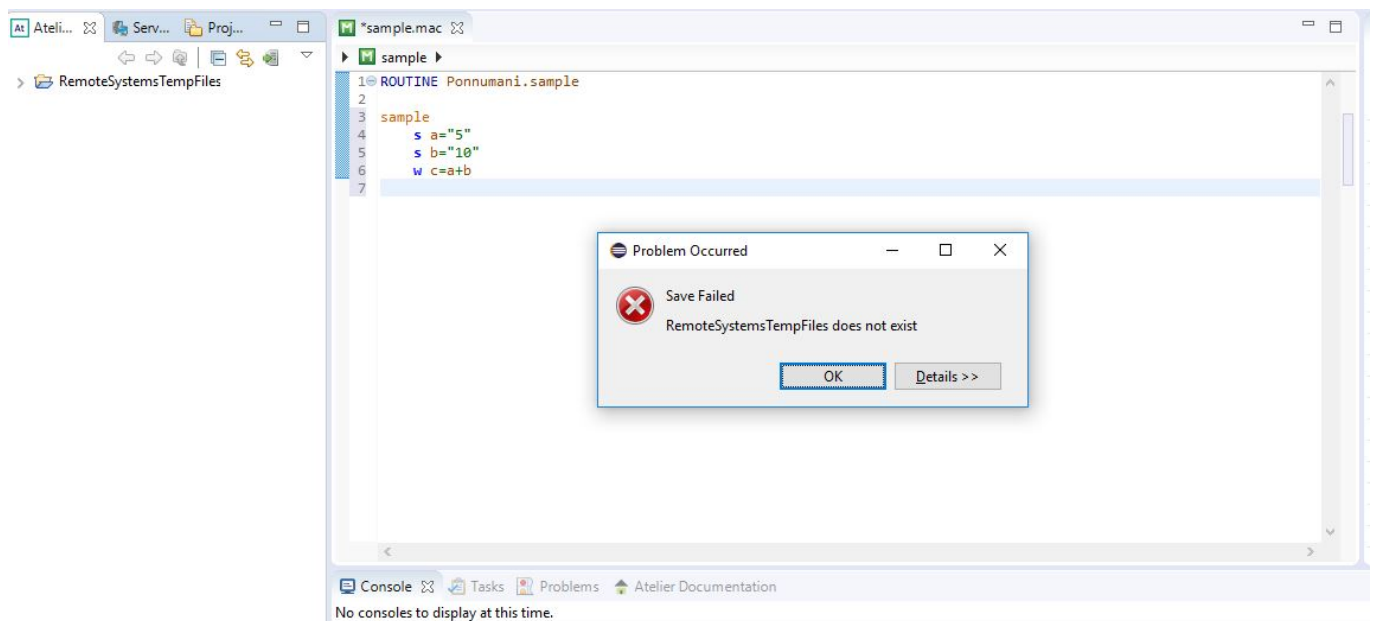 At Ateli... Serv... Proj...
RemoteSystemsTempFiles
M *sample.mac
M sample
1 ROUTINE Ponnumani.sample
2
3 sample
4 s a="5"
5 s b="10"
6 w c=a+b
7
Problem Occurred
Save Failed
RemoteSystemsTempFiles does not exist
OK Details >>
Console Tasks Problems Atelier Documentation
No consoles to display at this time.